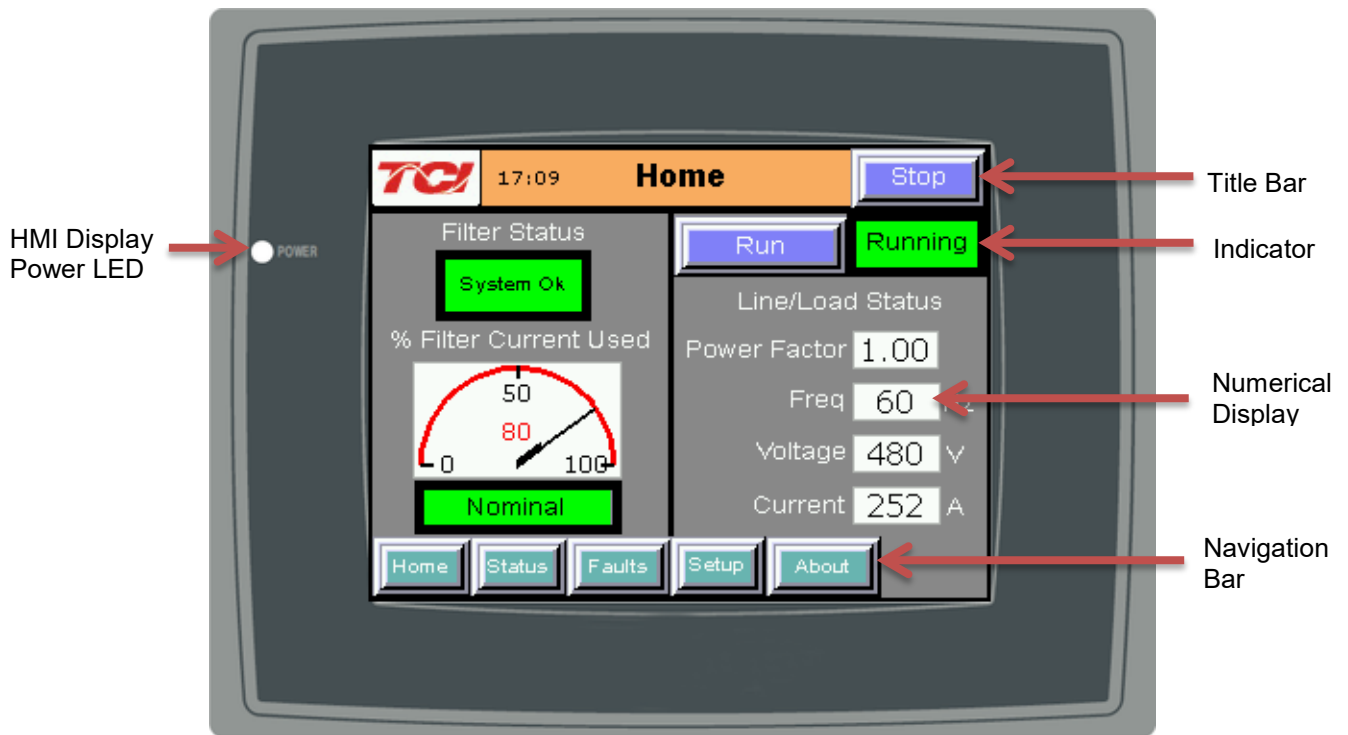 TCI 17:09 Home Stop
Title Bar
HMI Display
Power LED
POWER
Filter Status
System Ok
% Filter Current Used
50
80
0 100
Nominal
Run Running
Indicator
Line/Load Status
Power Factor 1.00
Freq 60
Numerical
Display
Voltage 480 V
Current 252 A
Home Status Faults Setup About
Navigation
Bar